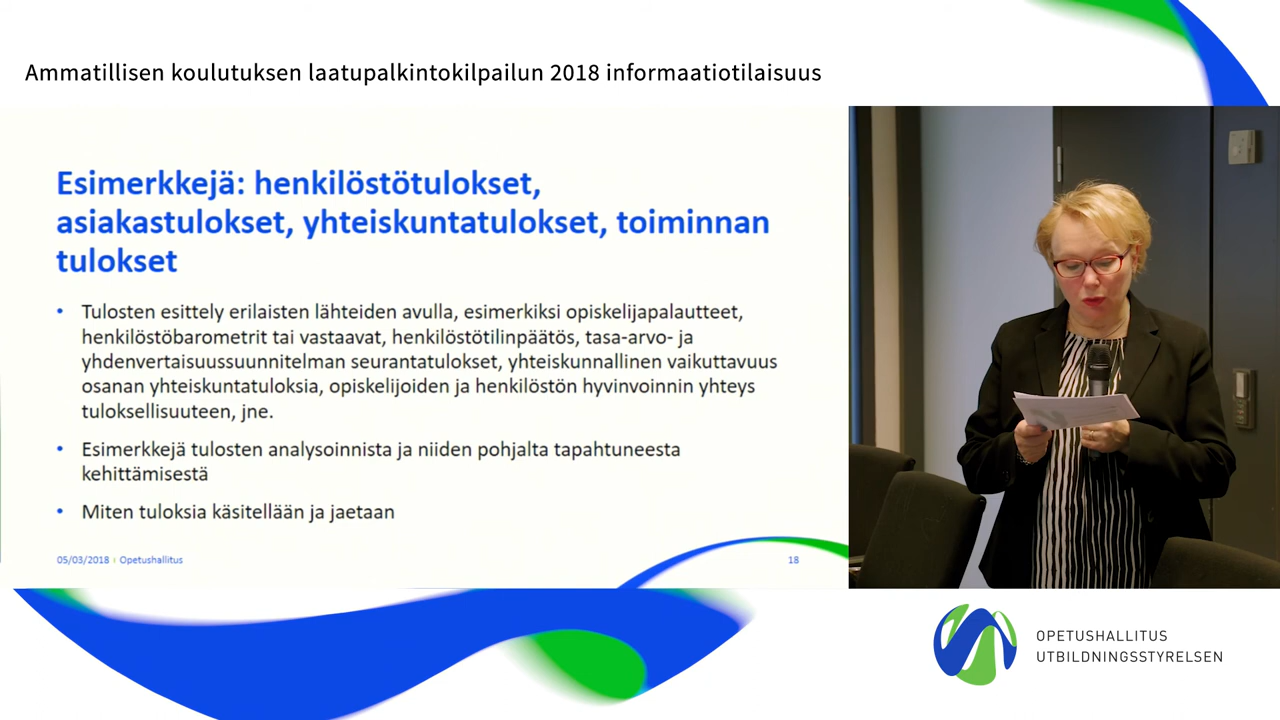 Ammatillisen koulutuksen laatupalkintokilpailun 2018 informaatiotilaisuus
Esimerkkejä: henkilöstötulokset,
asiakastulokset, yhteiskuntatulokset, toiminnan
tulokset
• Tulosten esittely erilaisten lähteiden avulla, esimerkiksi opiskelijapalautteet,
henkilöstöbarometrit tai vastaavat, henkilöstötilinpäätös, tasa-arvo- ja
yhdenvertaisuussuunnitelman seurantatulokset, yhteiskunnallinen vaikuttavuus
osanan yhteiskuntatuloksia, opiskelijoiden ja henkilöstön hyvinvoinnin yhteys
tuloksellisuuteen, jne.
• Esimerkkejä tulosten analysoinnista ja niiden pohjalta tapahtuneesta
kehittämisestä
• Miten tuloksia käsitellään ja jaetaan
05/03/2018 | Opetushallitus
18
OPETUSHALLITUS
UTBILDNINGSSTYRELSEN